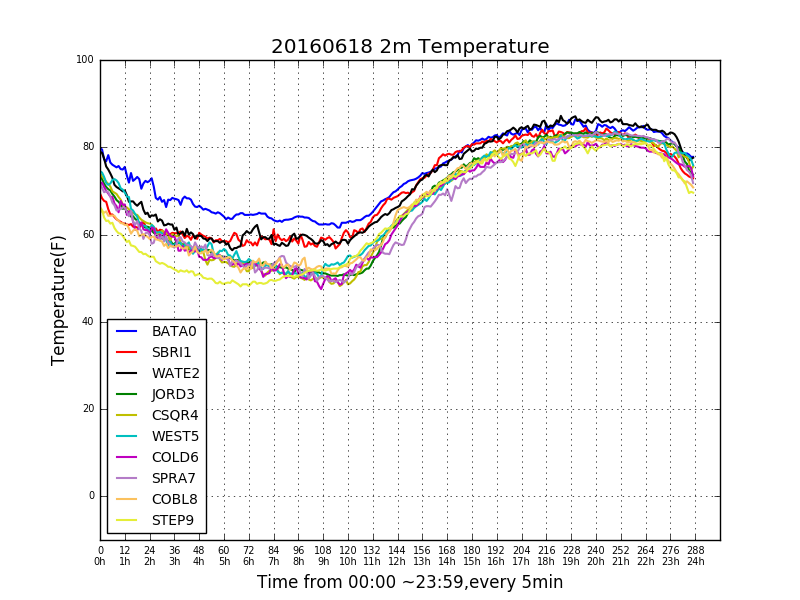 20160618 2m Temperature
100
80
60
40
20
0
Temperature(F)
BATA0
SBRI1
WATE2
JORD3
CSQR4
WEST5
COLD6
SPRA7
COBL8
STEP9
0 12 24 36 48 60 72 84 96 108 120 132 144 156 168 180 192 204 216 228 240 252 264 276 288
0h 1h 2h 3h 4h 5h 6h 7h 8h 9h 10h 11h 12h 13h 14h 15h 16h 17h 18h 19h 20h 21h 22h 23h 24h
Time from 00:00 ~23:59,every 5min